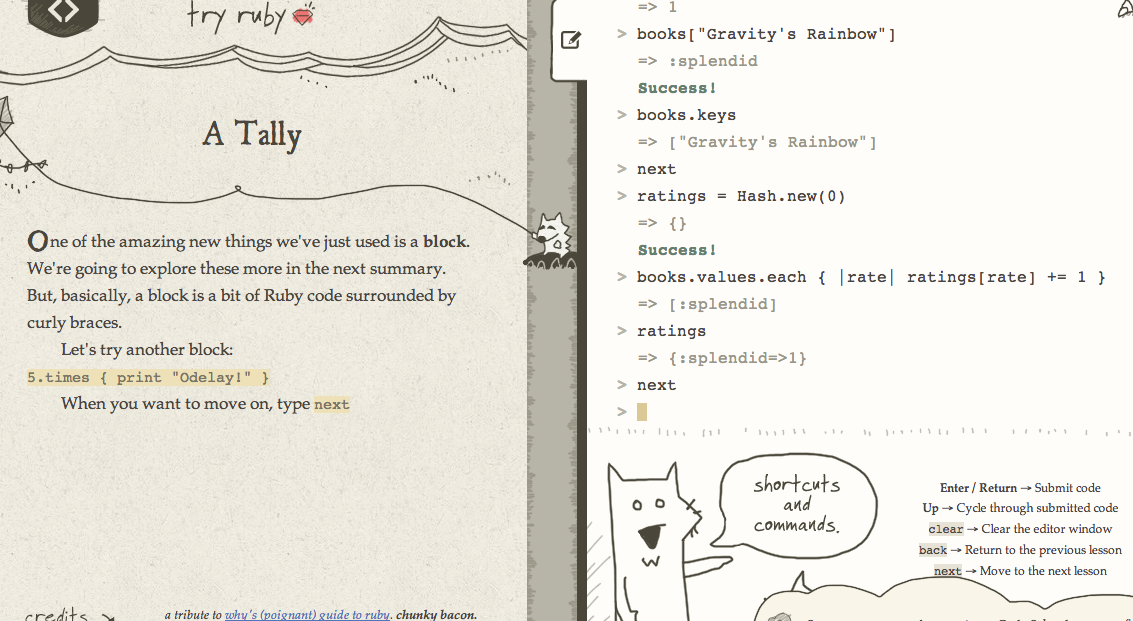 try ruby
A Tally
One of the amazing new things we've just used is a block.
We're going to explore these more in the next summary.
But, basically, a block is a bit of Ruby code surrounded by
curly braces.
Let's try another block:
5.times { print "Odelay!" }
When you want to move on, type next
credits
a tribute to why's (poignant) guide to ruby. chunky bacon.
=> 1
> books["Gravity's Rainbow"]
=> :splendid
Success!
> books.keys
=> ["Gravity's Rainbow"]
> next
> ratings = Hash.new(0)
=> {}
Success!
> books.values.each { |rate| ratings[rate] += 1 }
=> [:splendid]
> ratings
=> {:splendid=>1}
> next
>
shortcuts
and
commands.
Enter / Return → Submit code
Up → Cycle through submitted code
clear → Clear the editor window
back → Return to the previous lesson
next → Move to the next lesson